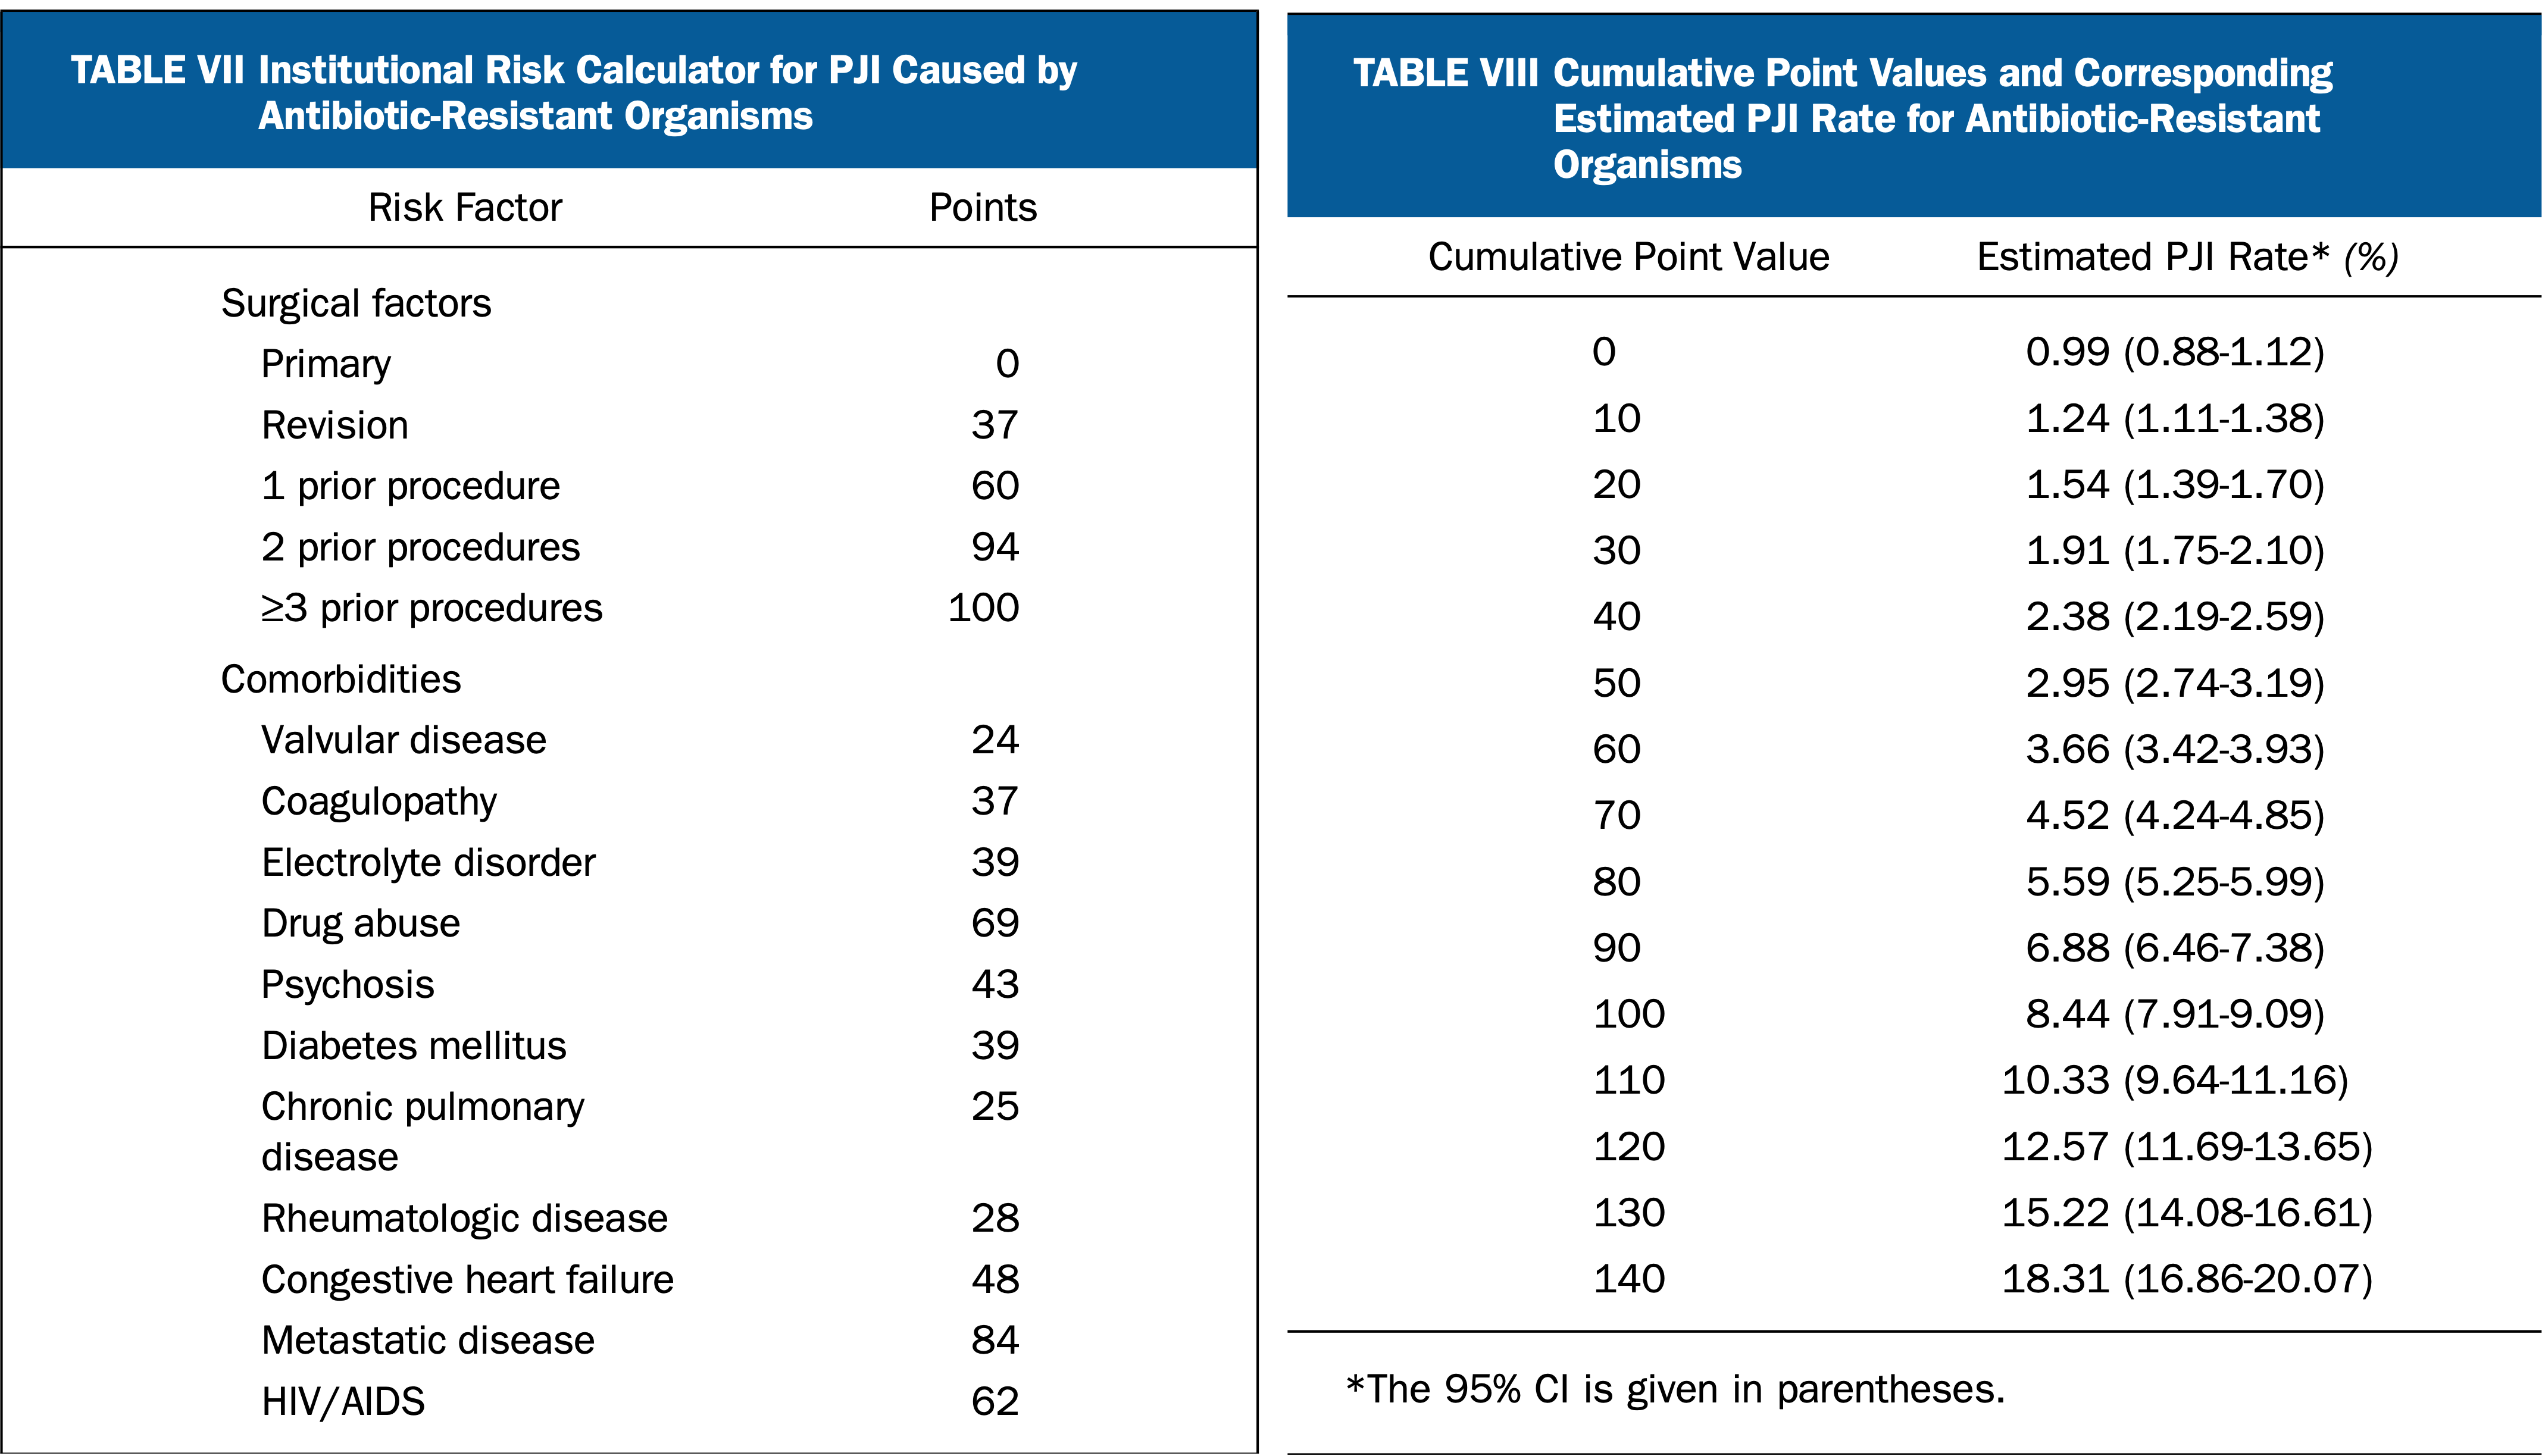 TABLE VII Institutional Risk Calculator for PJI Caused by
Antibiotic-Resistant Organisms
Risk Factor Points
Surgical factors
Primary 0
Revision 37
1 prior procedure 60
2 prior procedures 94
≥3 prior procedures 100
Comorbidities
Valvular disease 24
Coagulopathy 37
Electrolyte disorder 39
Drug abuse 69
Psychosis 43
Diabetes mellitus 39
Chronic pulmonary 25
disease
Rheumatologic disease 28
Congestive heart failure 48
Metastatic disease 84
HIV/AIDS 62
TABLE VIII Cumulative Point Values and Corresponding
Estimated PJI Rate for Antibiotic-Resistant
Organisms
Cumulative Point Value Estimated PJI Rate* (%)
0 0.99 (0.88-1.12)
10 1.24 (1.11-1.38)
20 1.54 (1.39-1.70)
30 1.91 (1.75-2.10)
40 2.38 (2.19-2.59)
50 2.95 (2.74-3.19)
60 3.66 (3.42-3.93)
70 4.52 (4.24-4.85)
80 5.59 (5.25-5.99)
90 6.88 (6.46-7.38)
100 8.44 (7.91-9.09)
110 10.33 (9.64-11.16)
120 12.57 (11.69-13.65)
130 15.22 (14.08-16.61)
140 18.31 (16.86-20.07)
*The 95% CI is given in parentheses.